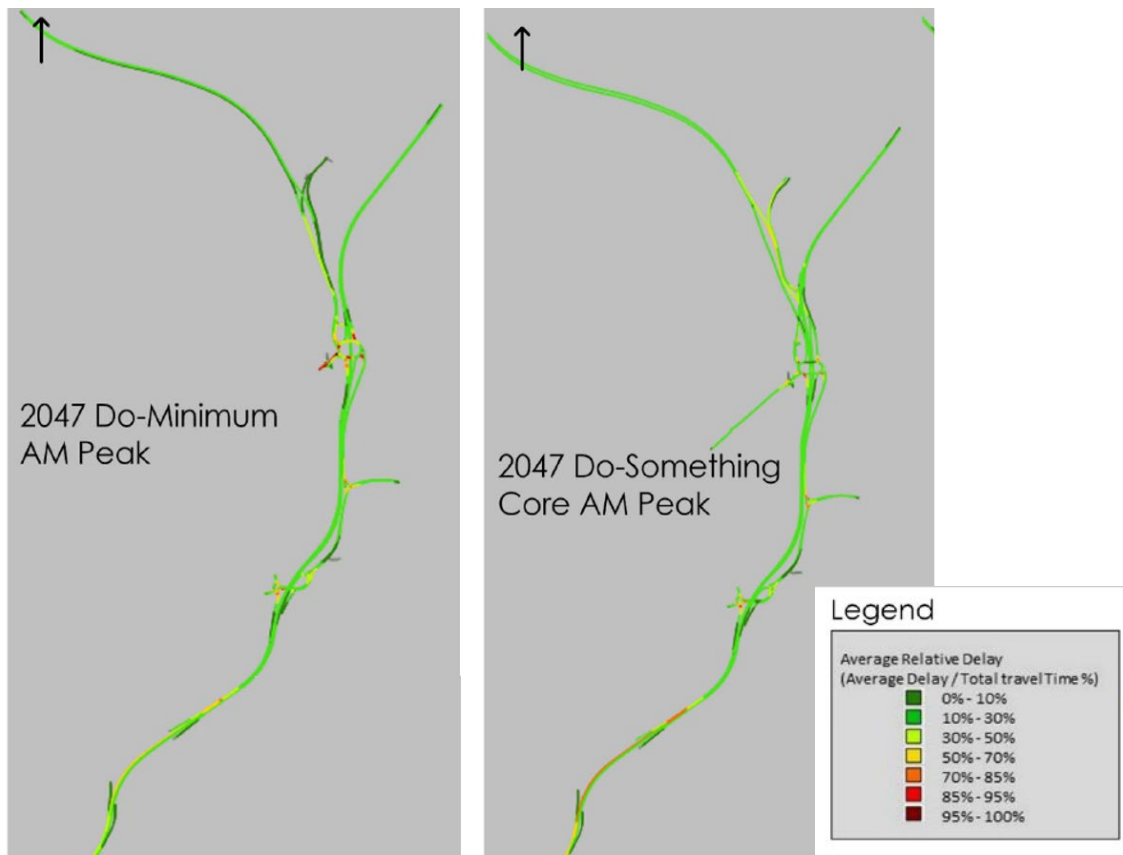 2047 Do-Minimum
AM Peak
2047 Do-Something
Core AM Peak
Legend
Average Relative Delay
(Average Delay / Total travel Time %)
0% - 10%
10% - 30%
30% - 50%
50% - 70%
70% - 85%
85% - 95%
95% - 100%